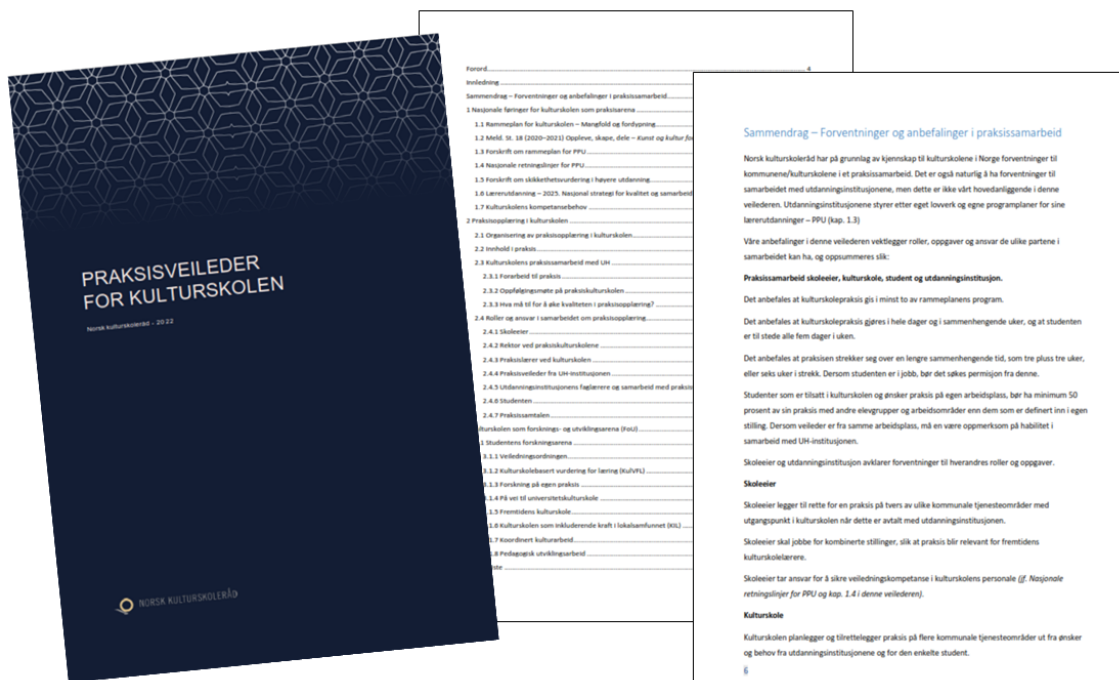 PRAKSISVEILEDER
FOR KULTURSKOLEN
Norsk kulturskoleråd – 2022
NORSK KULTURSKOLERÅD
Forord 4
Innledning
Sammendrag – Forventninger og anbefalinger i praksissamarbeid
1 Nasjonale føringer for kulturskolen som praksisarena
1.1 Rammeplan for kulturskolen – Mangfold og fordypning
1.2 Meld. St. 18 (2020–2021) Oppleve, skape, dele – Kunst og kultur for
1.3 Forskrift om rammeplan for PPU
1.4 Nasjonale retningslinjer for PPU
1.5 Forskrift om skikkethetsvurdering i høyere utdanning
1.6 Lærerutdanning – 2025. Nasjonal strategi for kvalitet og samarbeid
1.7 Kulturskolens kompetansebehov
2 Praksisopplæring i kulturskolen
2.1 Organisering av praksisopplæring i kulturskolen
2.2 Innhold i praksis
2.3 Kulturskolens praksissamarbeid med UH
2.3.1 Forarbeid til praksis
2.3.2 Oppfølgingsmøte på praksiskulturskolen
2.3.3 Hva må til for å øke kvaliteten i praksisopplæring?
2.4 Roller og ansvar i samarbeidet om praksisopplæring
2.4.1 Skoleeier
2.4.2 Rektor ved praksiskulturskolene
2.4.3 Praksislærer ved kulturskolen
2.4.4 Praksisveileder fra UH-institusjonen
2.4.5 Utdanningsinstitusjonens faglærere og samarbeid med praksis
2.4.6 Studenten
2.4.7 Praksissamtalen
ulturskolen som forsknings- og utviklingsarena (FoU)
.1 Studentens forskningsarena
3.1.1 Veiledningsordningen
3.1.2 Kulturskolebasert vurdering for læring (KulVFL)
.1.3 Forskning på egen praksis
.1.4 På vei til universitetskulturskole
.1.5 Fremtidens kulturskole
1.6 Kulturskolen som inkluderende kraft i lokalsamfunnet (KIL)
.7 Koordinert kulturarbeid
.8 Pedagogisk utviklingsarbeid
iste
Sammendrag – Forventninger og anbefalinger i praksissamarbeid
Norsk kulturskoleråd har på grunnlag av kjennskap til kulturskolene i Norge forventninger til
kommunene/kulturskolene i et praksissamarbeid. Det er også naturlig å ha forventninger til
samarbeidet med utdanningsinstitusjonene, men dette er ikke vårt hovedanliggende i denne
veilederen. Utdanningsinstitusjonene styrer etter eget lovverk og egne programplaner for sine
lærerutdanninger – PPU (kap. 1.3)
Våre anbefalinger i denne veilederen vektlegger roller, oppgaver og ansvar de ulike partene i
samarbeidet kan ha, og oppsummeres slik:
Praksissamarbeid skoleeier, kulturskole, student og utdanningsinstitusjon.
Det anbefales at kulturskolepraksis gis i minst to av rammeplanens program.
Det anbefales at kulturskolepraksis gjøres i hele dager og i sammenhengende uker, og at studenten
er til stede alle fem dager i uken.
Det anbefales at praksisen strekker seg over en lengre sammenhengende tid, som tre pluss tre uker,
eller seks uker i strekk. Dersom studenten er i jobb, bør det søkes permisjon fra denne.
Studenter som er tilsatt i kulturskolen og ønsker praksis på egen arbeidsplass, bør ha minimum 50
prosent av sin praksis med andre elevgrupper og arbeidsområder enn dem som er definert inn i egen
stilling. Dersom veileder er fra samme arbeidsplass, må en være oppmerksom på habilitet i
samarbeid med UH-institusjonen.
Skoleeier og utdanningsinstitusjon avklarer forventninger til hverandres roller og oppgaver.
Skoleeier
Skoleeier legger til rette for en praksis på tvers av ulike kommunale tjenesteområder med
utgangspunkt i kulturskolen når dette er avtalt med utdanningsinstitusjonen.
Skoleeier skal jobbe for kombinerte stillinger, slik at praksis blir relevant for fremtidens
kulturskolelærere.
Skoleeier tar ansvar for å sikre veiledningskompetanse i kulturskolens personale (jf. Nasjonale
retningslinjer for PPU og kap. 1.4 i denne veilederen).
Kulturskole
Kulturskolen planlegger og tilrettelegger praksis på flere kommunale tjenesteområder ut fra ønsker
og behov fra utdanningsinstitusjonene og for den enkelte student.
6